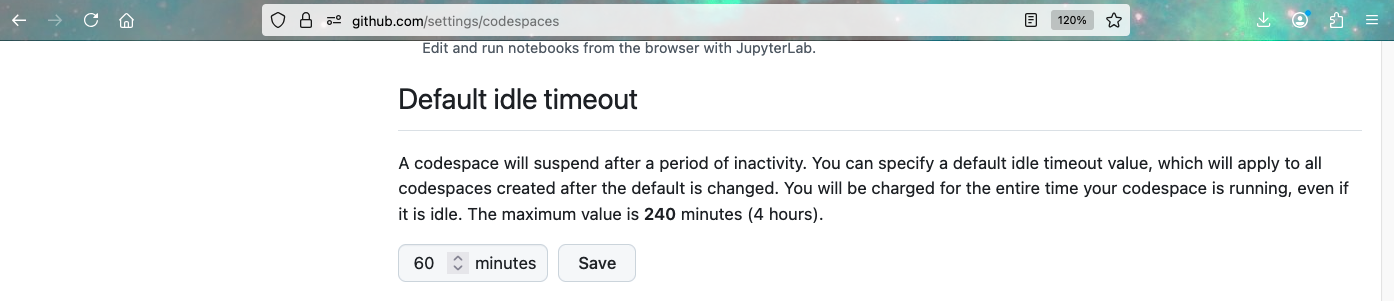 github.com/settings/codespaces
120%
Edit and run notebooks from the browser with JupyterLab.
Default idle timeout
A codespace will suspend after a period of inactivity. You can specify a default idle timeout value, which will apply to all
codespaces created after the default is changed. You will be charged for the entire time your codespace is running, even if
it is idle. The maximum value is 240 minutes (4 hours).
60 minutes Save